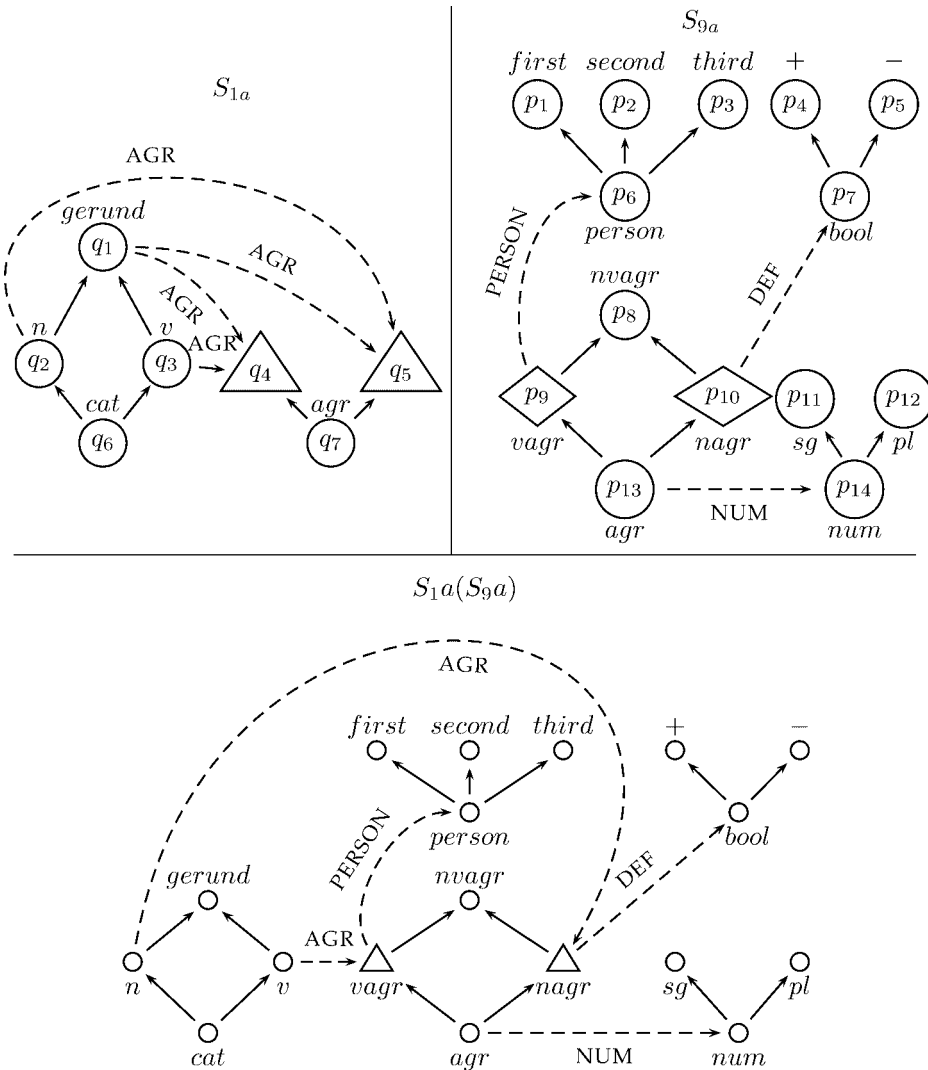 S1a
AGR
gerund
q1
AGR
AGR
n
v
AGR
q2
q3
q4
q5
cat
agr
q6
q7
S9a
first second third + −
p1 p2 p3 p4 p5
p6 p7
person bool
PERSON
DEF
nvagr
p8
p9 p10 p11 p12
vagr nagr sg pl
p13 p14
NUM
agr num
S1a(S9a)
AGR
first second third + −
person bool
PERSON
DEF
gerund nvagr
AGR
n v vagr nagr sg pl
cat agr NUM num